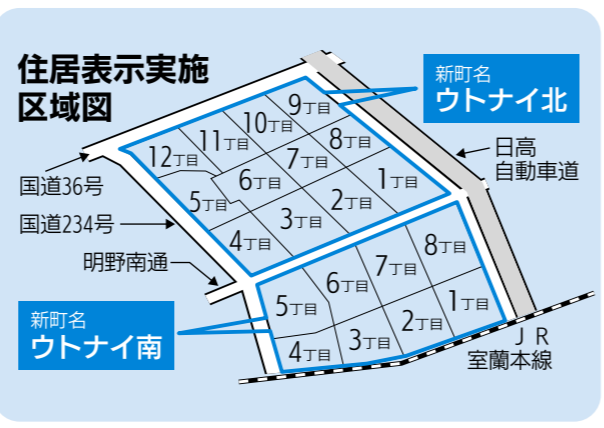 住居表示実施
区域図
新町名
ウトナイ北
9丁目
10丁目
11丁目
12丁目
8丁目
7丁目
6丁目
5丁目
1丁目
2丁目
3丁目
4丁目
日高
自動車道
国道36号
国道234号
明野南通
新町名
ウトナイ南
8丁目
7丁目
6丁目
5丁目
1丁目
2丁目
3丁目
4丁目
JR
室蘭本線